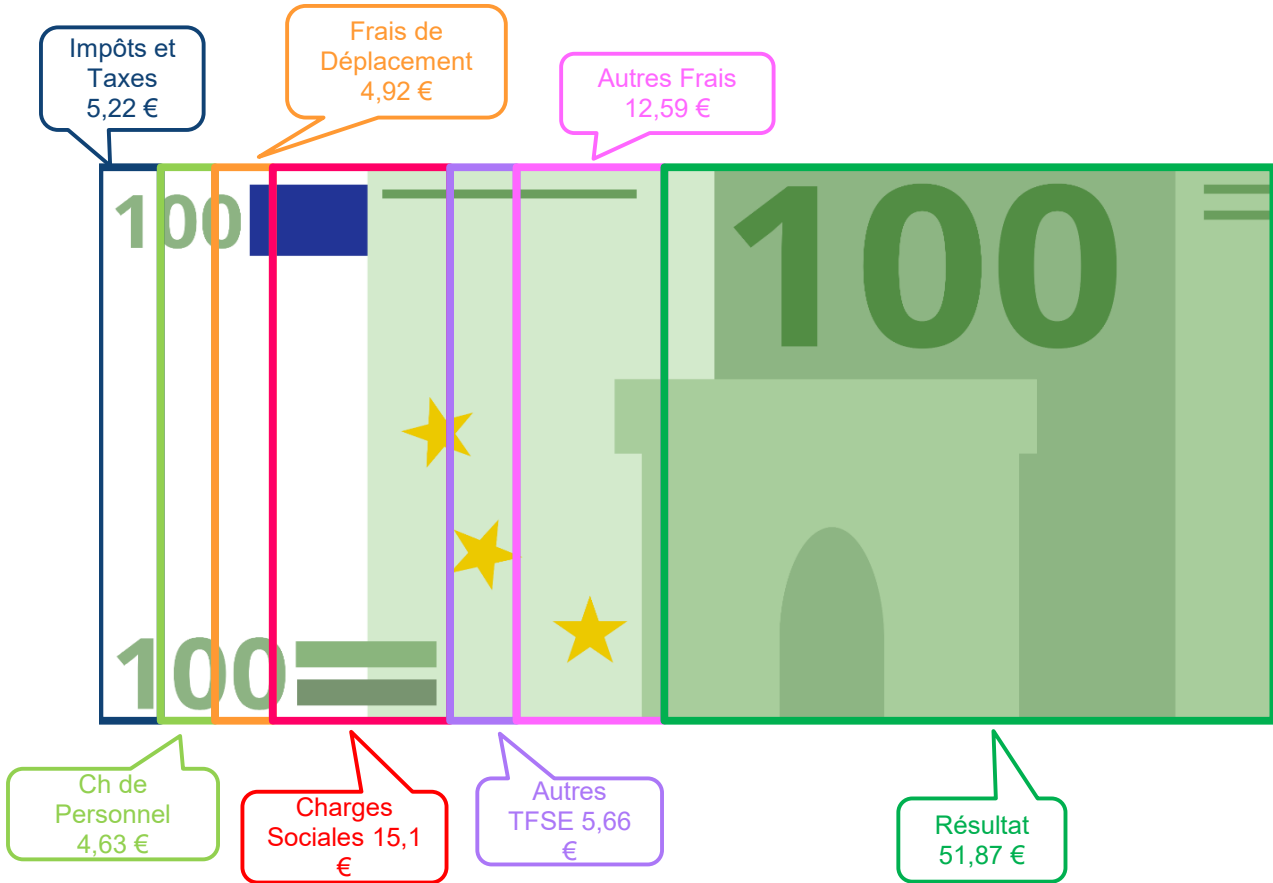 Impôts et
Taxes
5,22 €
Frais de
Déplacement
4,92 €
Autres Frais
12,59 €
100
100
100
Ch de
Personnel
4,63 €
Charges
Sociales 15,1
€
Autres
TFSE 5,66
€
Résultat
51,87 €